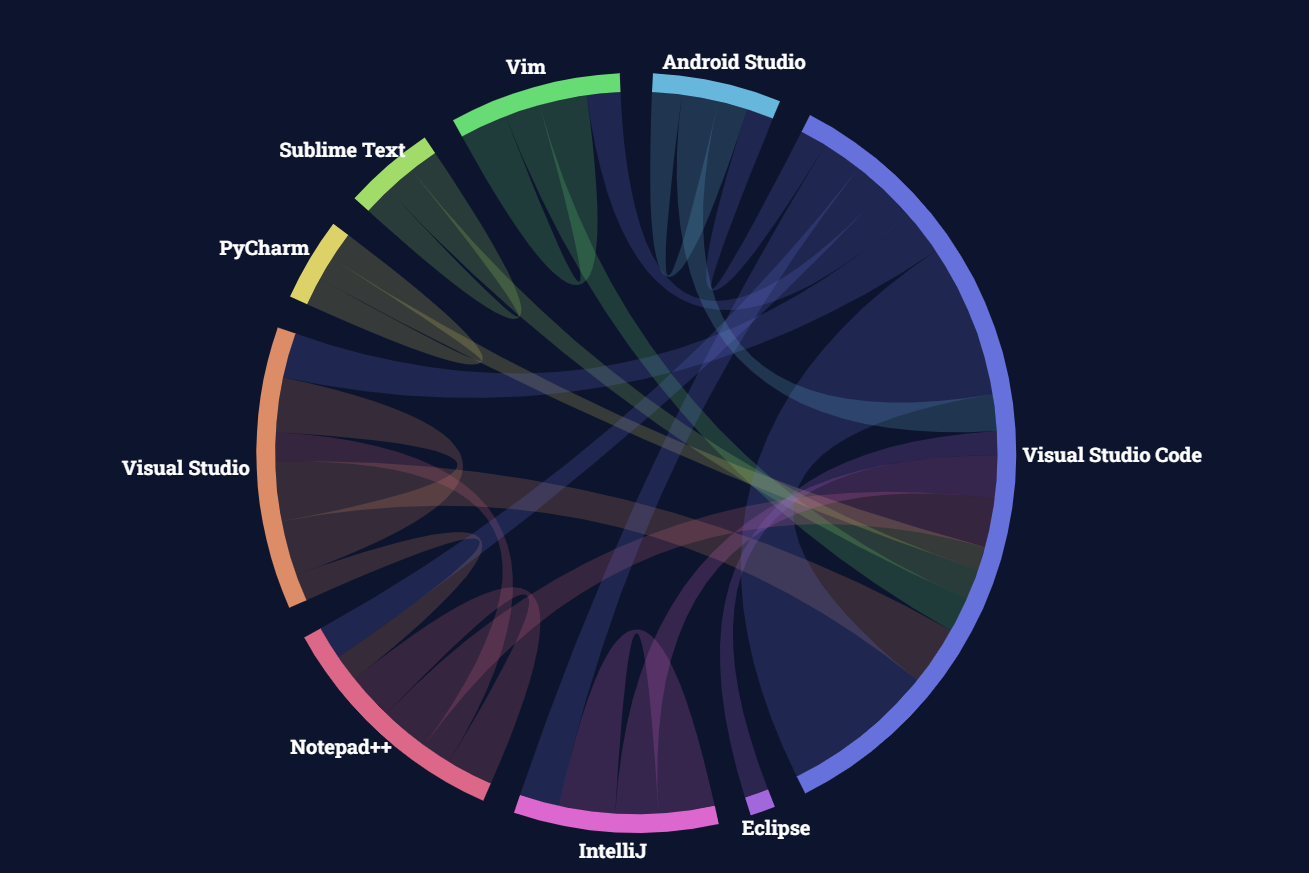 Android Studio
Vim
Sublime Text
PyCharm
Visual Studio Code
Visual Studio
Notepad++
Eclipse
IntelliJ